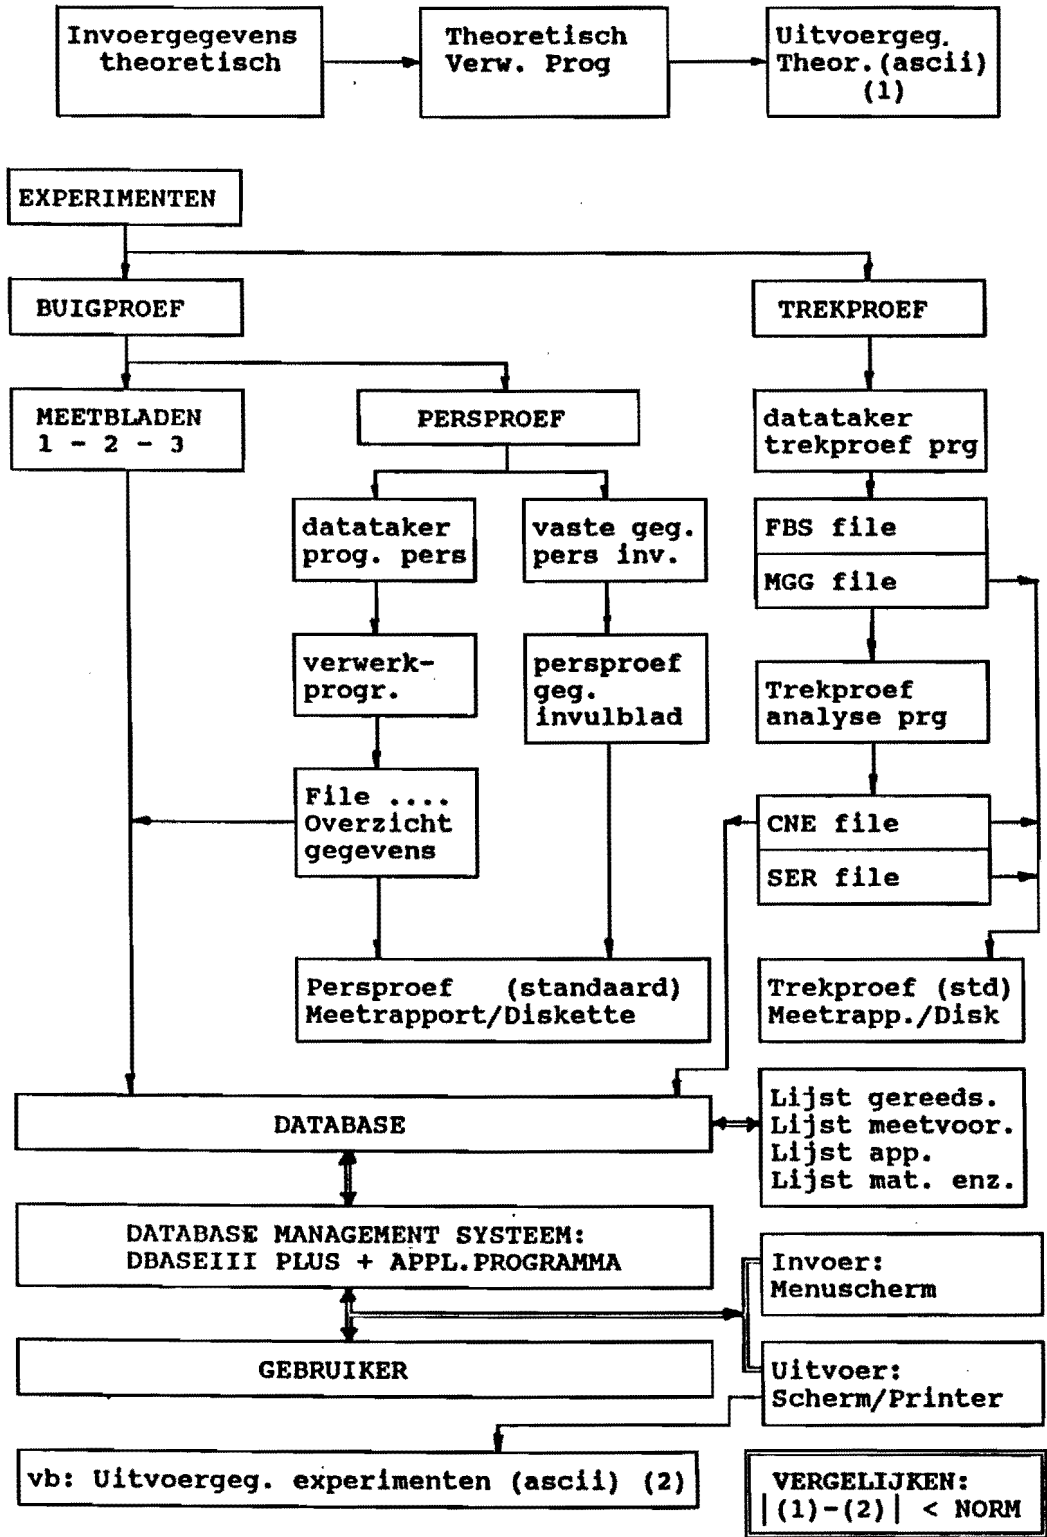 Invoergegevens
theoretisch
Theoretisch
Verw. Prog
Uitvoergeg.
Theor.(ascii)
(1)
EXPERIMENTEN
BUIGPROEF
TREKPROEF
MEETBLADEN
1 - 2 - 3
PERSPROEF
datataker
trekproef prg
datataker
prog. pers
vaste geg.
pers inv.
FBS file
MGG file
verwerk-
progr.
persproef
geg.
invulblad
Trekproef
analyse prg
File ....
Overzicht
gegevens
CNE file
SER file
Persproef (standaard)
Meetrapport/Diskette
Trekproef (std)
Meetrapp./Disk
DATABASE
Lijst gereeds.
Lijst meetvoor.
Lijst app.
Lijst mat. enz.
DATABASE MANAGEMENT SYSTEEM:
DBASEIII PLUS + APPL.PROGRAMMA
Invoer:
Menuscherm
GEBRUIKER
Uitvoer:
Scherm/Printer
vb: Uitvoergeg. experimenten (ascii) (2)
VERGELIJKEN:
|(1)-(2)| < NORM